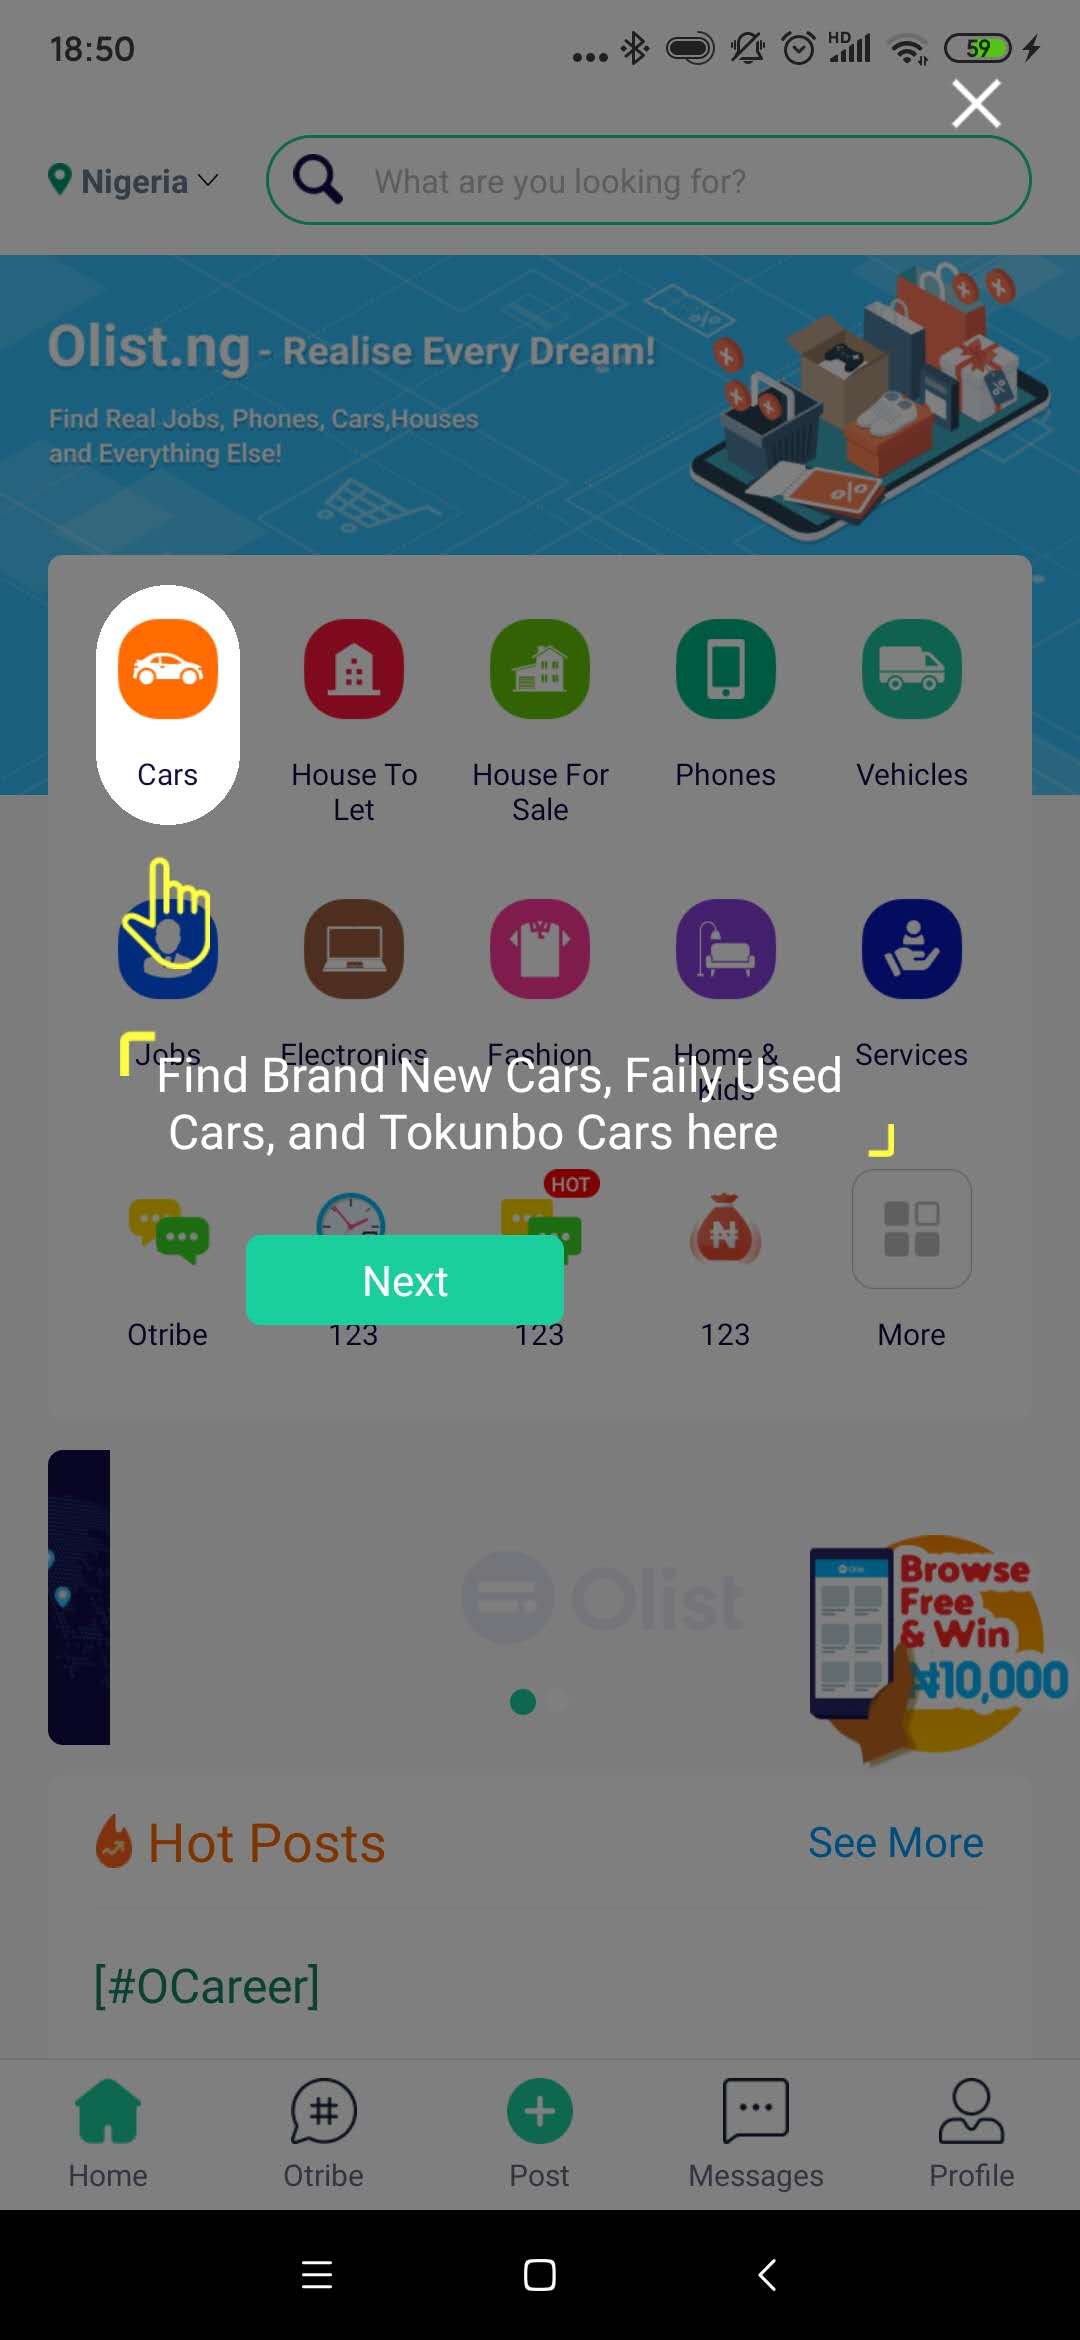 18:50
HD
59
Nigeria
What are you looking for?
Olist.ng - Realise Every Dream!
Find Real Jobs, Phones, Cars,Houses
and Everything Else!
Cars
House To
Let
House For
Sale
Phones
Vehicles
Jobs
Electronics
Fashion
Home &
Kids
Services
Find Brand New Cars, Faily Used
Cars, and Tokunbo Cars here
HOT
Next
Otribe
123
123
123
More
Olist
Browse
Free
& Win
₦10,000
Hot Posts
See More
[#OCareer]
Home
Otribe
Post
Messages
Profile